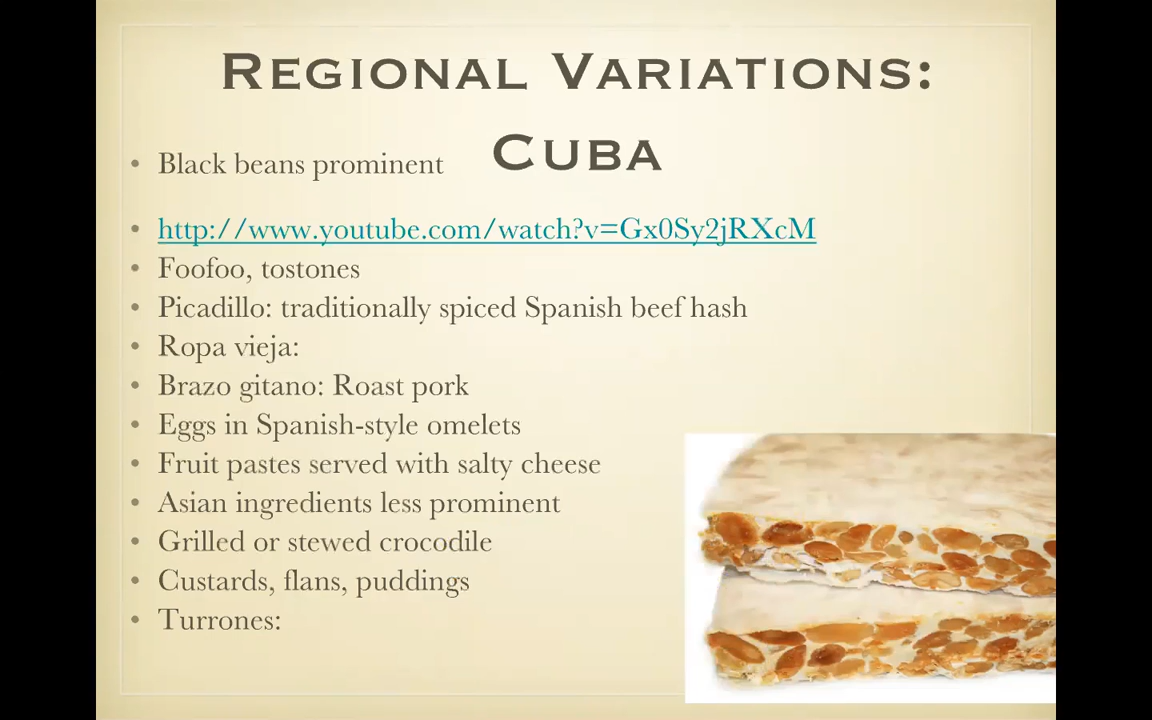 Regional Variations:
Cuba
• Black beans prominent
• http://www.youtube.com/watch?v=Gx0Sy2jRXcM
• Foofoo, tostones
• Picadillo: traditionally spiced Spanish beef hash
• Ropa vieja:
• Brazo gitano: Roast pork
• Eggs in Spanish-style omelets
• Fruit pastes served with salty cheese
• Asian ingredients less prominent
• Grilled or stewed crocodile
• Custards, flans, puddings
• Turrones: